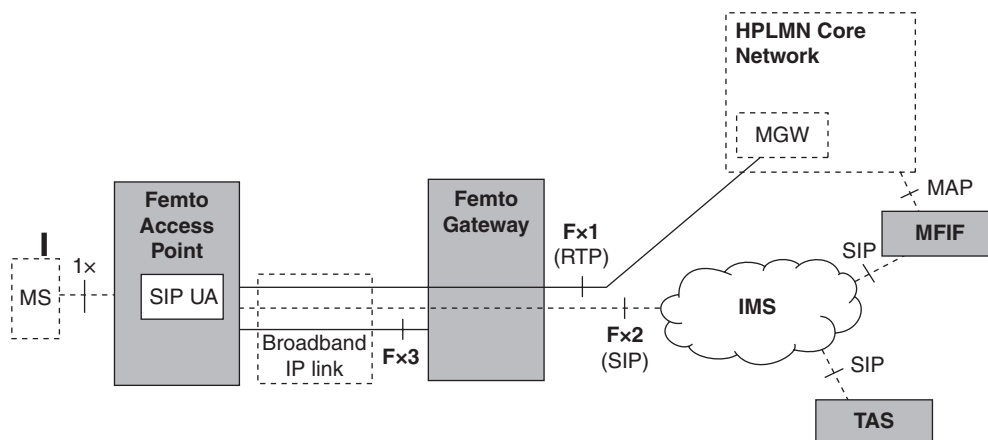 HPLMN Core
Network
MGW
MAP
MFIF
Femto
Access
Point
Femto
Gateway
F×1
(RTP)
SIP
1×
MS
SIP UA
IMS
Broadband
IP link
F×3
F×2
(SIP)
SIP
TAS